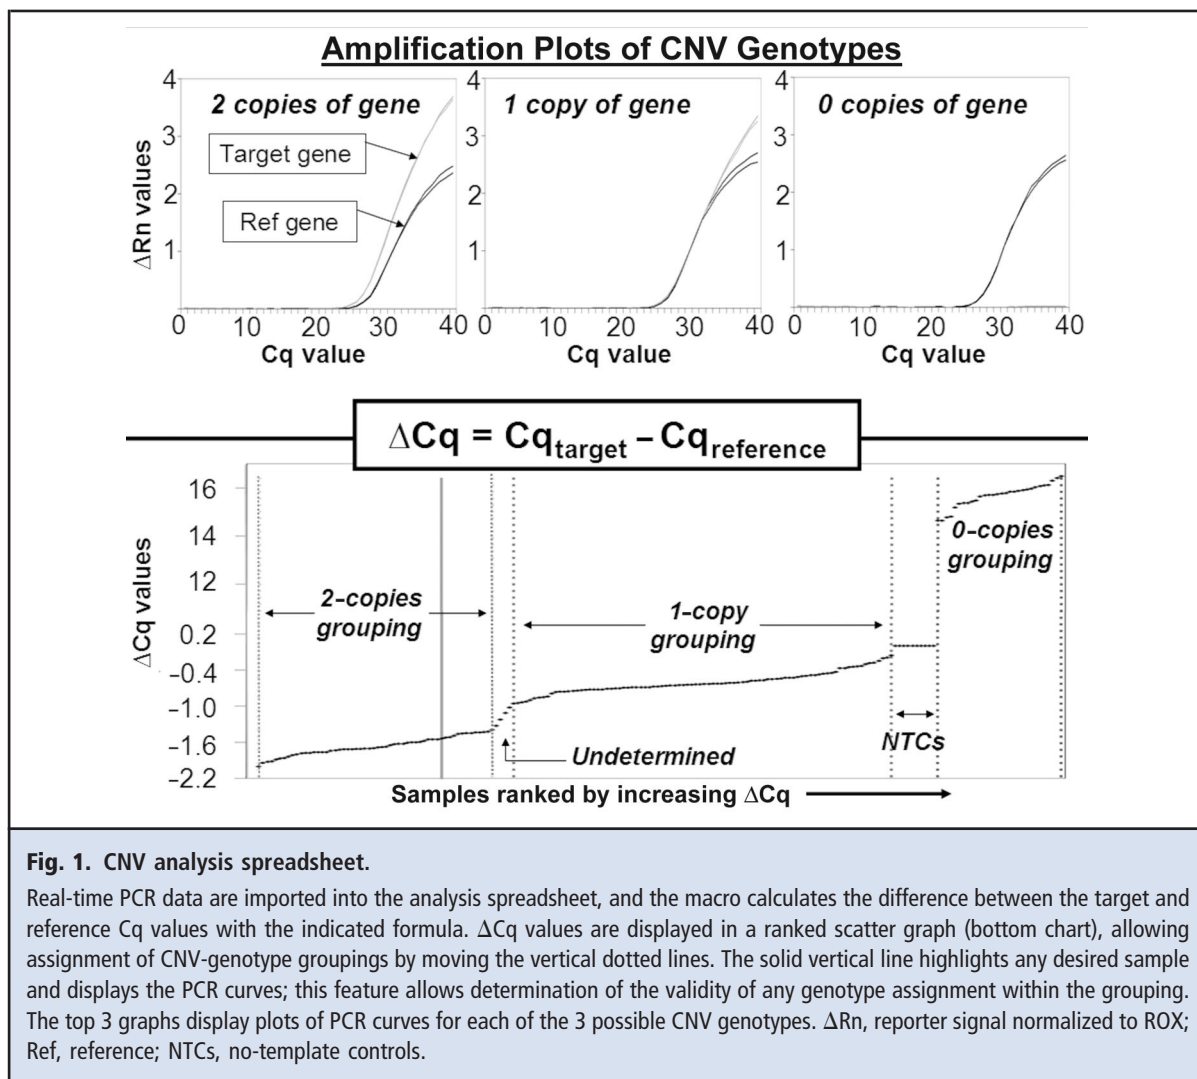 Amplification Plots of CNV Genotypes
4
3
2
1
ΔRn values
2 copies of gene
Target gene
Ref gene
0 10 20 30 40
Cq value
4
3
2
1
1 copy of gene
0 10 20 30 40
Cq value
4
3
2
1
0 copies of gene
0 10 20 30 40
Cq value
ΔCq = Cqtarget – Cqreference
ΔCq values
16
14
12
0.2
-0.4
-1.0
-1.6
-2.2
2-copies
grouping
Undetermined
1-copy
grouping
NTCs
0-copies
grouping
Samples ranked by increasing ΔCq
Fig. 1. CNV analysis spreadsheet.
Real-time PCR data are imported into the analysis spreadsheet, and the macro calculates the difference between the target and
reference Cq values with the indicated formula. ΔCq values are displayed in a ranked scatter graph (bottom chart), allowing
assignment of CNV-genotype groupings by moving the vertical dotted lines. The solid vertical line highlights any desired sample
and displays the PCR curves; this feature allows determination of the validity of any genotype assignment within the grouping.
The top 3 graphs display plots of PCR curves for each of the 3 possible CNV genotypes. ΔRn, reporter signal normalized to ROX;
Ref, reference; NTCs, no-template controls.